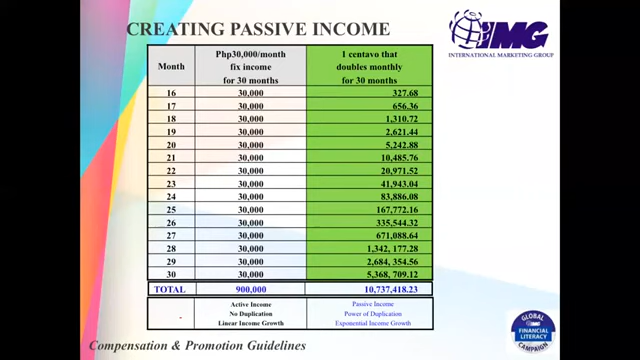 CREATING PASSIVE INCOME
IMG
INTERNATIONAL MARKETING GROUP
Month Php30,000/month fix income for 30 months 1 centavo that doubles monthly for 30 months
16 30,000 327.68
17 30,000 656.36
18 30,000 1,310.72
19 30,000 2,621.44
20 30,000 5,242.88
21 30,000 10,485.76
22 30,000 20,971.52
23 30,000 41,943.04
24 30,000 83,886.08
25 30,000 167,772.16
26 30,000 335,544.32
27 30,000 671,088.64
28 30,000 1,342, 177.28
29 30,000 2,684, 354.56
30 30,000 5,368, 709.12
TOTAL 900,000 10,737,418.23
- Active Income Passive Income
No Duplication Power of Duplication
Linear Income Growth Exponential Income Growth
Compensation & Promotion Guidelines
GLOBAL
FINANCIAL
LITERACY
CAMPAIGN